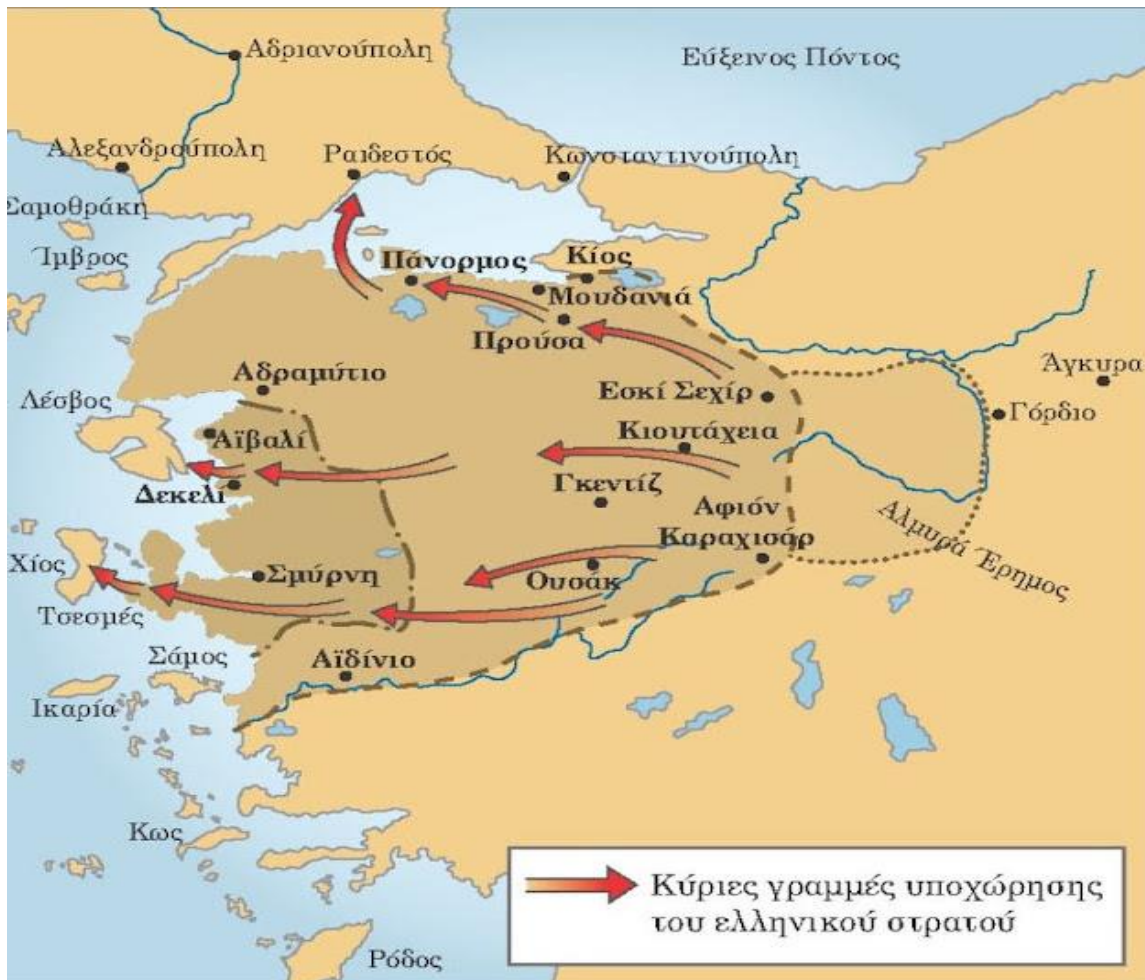 Αδριανούπολη
Εύξεινος Πόντος
Αλεξανδρούπολη
Ραιδεστός
Κωνσταντινούπολη
Σαμοθράκη
Ίμβρος
Πάνορμος
Κίος
Μουδανιά
Προύσα
Άγκυρα
Αδραμύτιο
Εσκί Σεχίρ
Γόρδιο
Λέσβος
Αϊβαλί
Κιουτάχεια
Δεκελί
Γκεντίζ
Αφιόν
Καραχισάρ
Αλμυρά Έρημος
Χίος
Σμύρνη
Ουσάκ
Τσεσμές
Σάμος
Αϊδίνιο
Ικαρία
Κως
Ρόδος
Κύριες γραμμές υποχώρησης
του ελληνικού στρατού